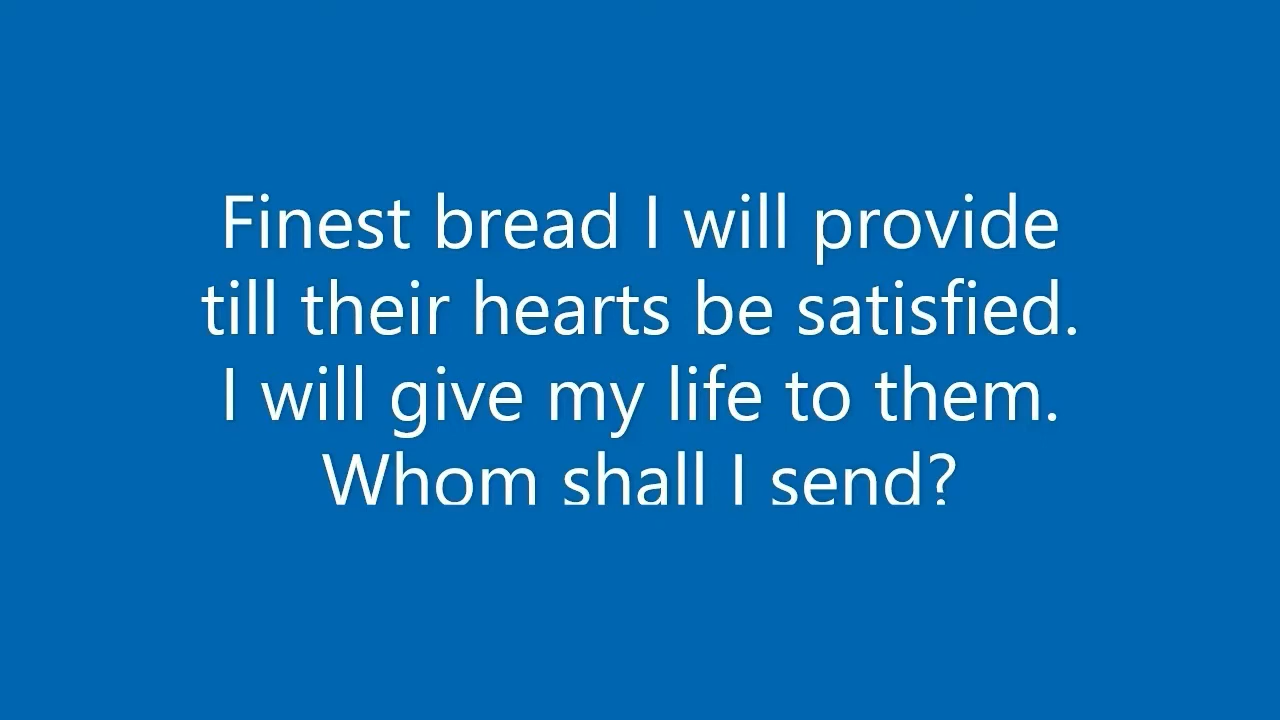 Finest bread I will provide
till their hearts be satisfied.
I will give my life to them.
Whom shall I send?